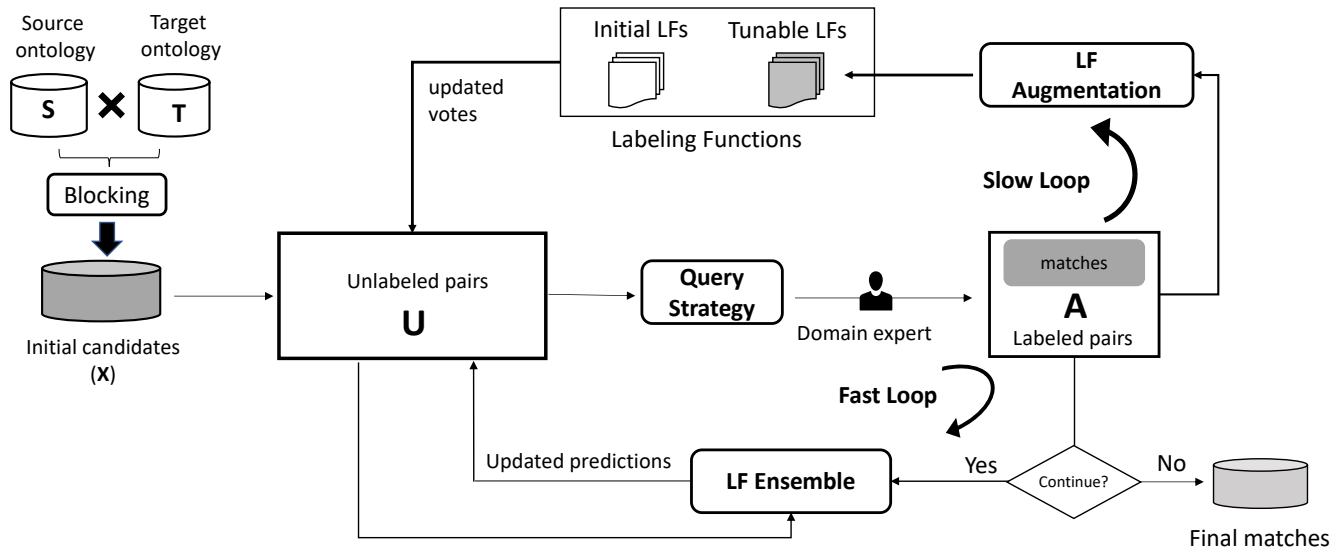 Source
ontology
Target
ontology
S
T
Blocking
Initial candidates
(X)
Initial LFs
Tunable LFs
Labeling Functions
updated
votes
LF
Augmentation
Slow Loop
Unlabeled pairs
U
Query
Strategy
Domain expert
matches
A
Labeled pairs
Fast Loop
Updated predictions
LF Ensemble
Yes
Continue?
No
Final matches